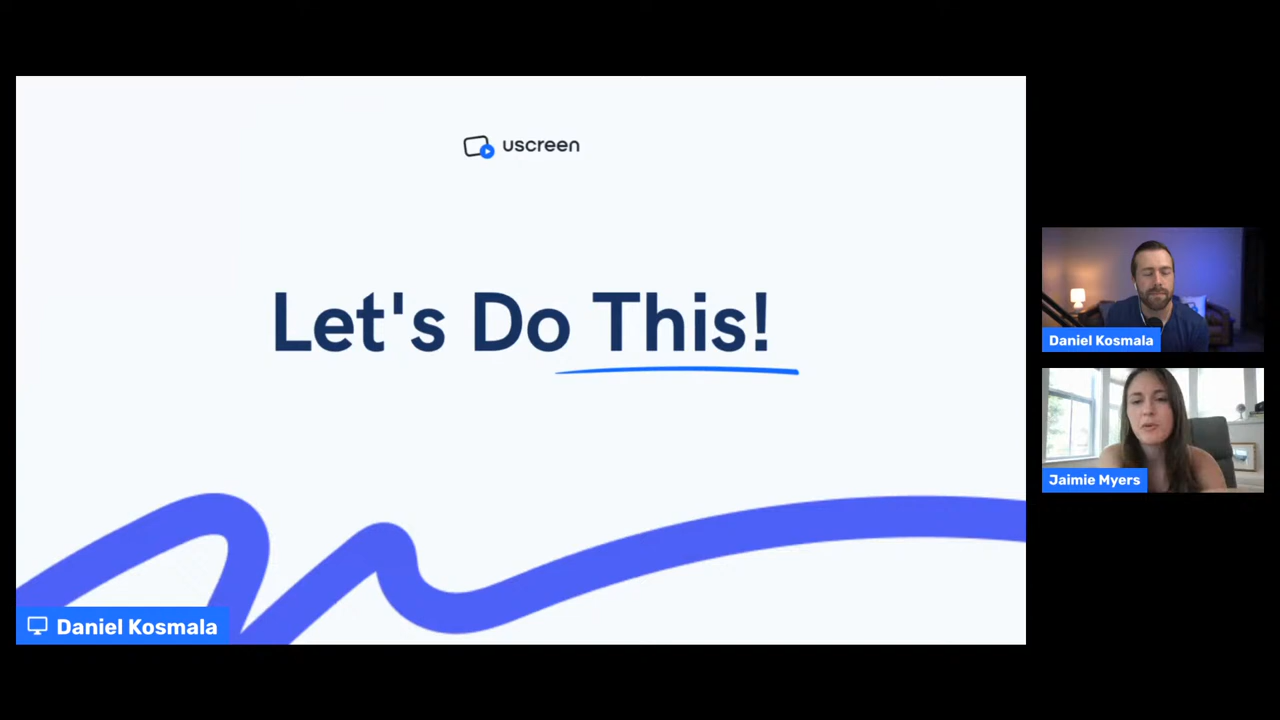 uscreen
Let's Do This!
Daniel Kosmala
Daniel Kosmala
Jaimie Myers